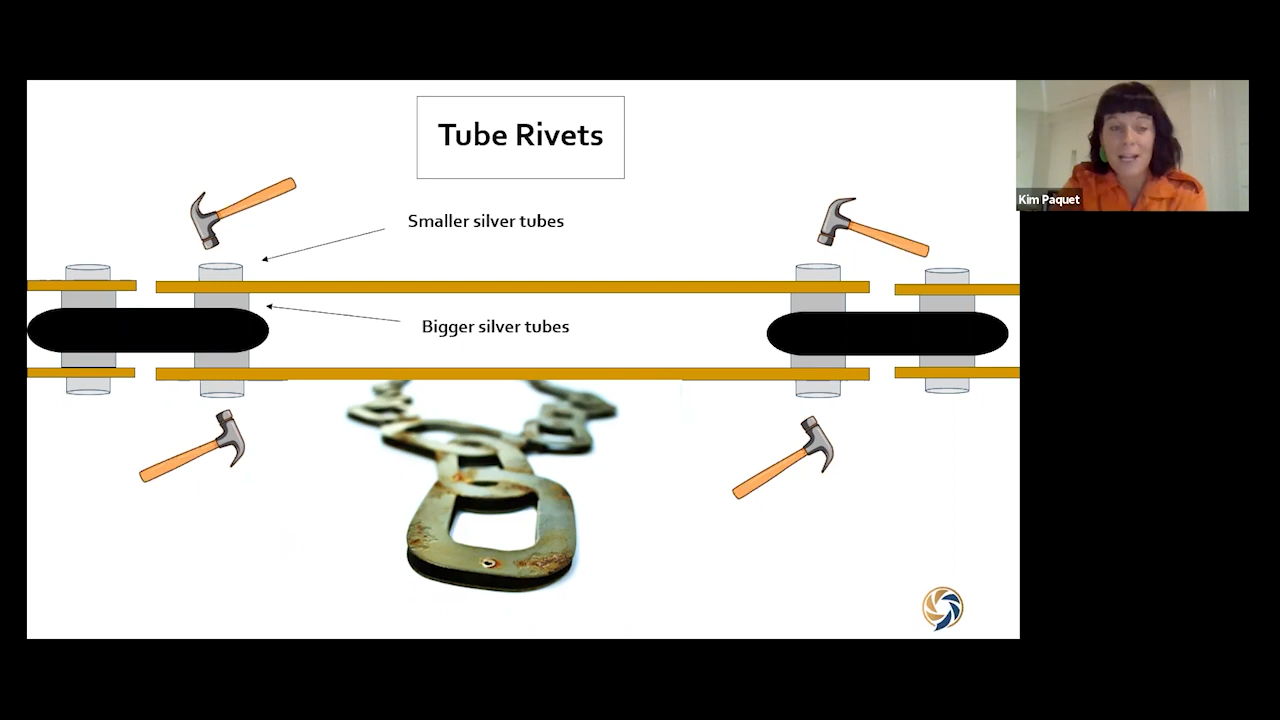 Tube Rivets
Smaller silver tubes
Bigger silver tubes
Kim Paquet